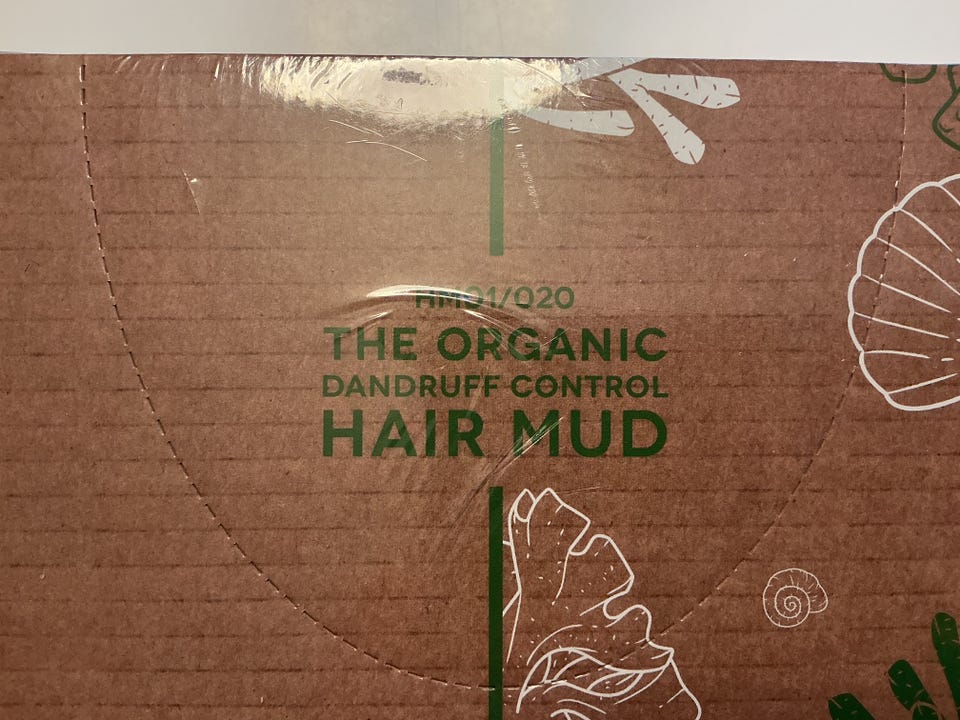 HM01/020
THE ORGANIC
DANDRUFF CONTROL
HAIR MUD